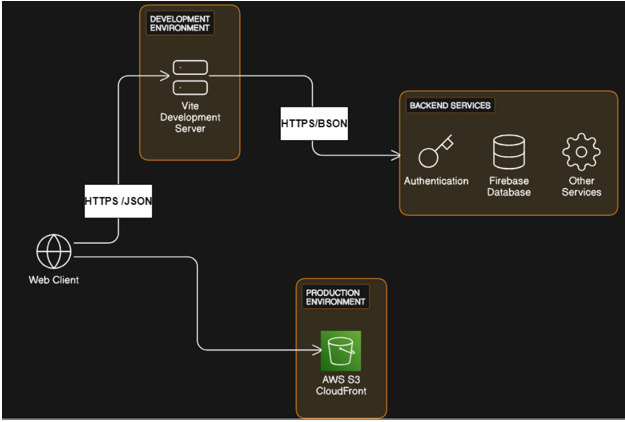 DEVELOPMENT
ENVIRONMENT
Vite
Development
Server
HTTPS/BSON
BACKEND SERVICES
Authentication
Firebase
Database
Other
Services
HTTPS /JSON
Web Client
PRODUCTION
ENVIRONMENT
AWS S3
CloudFront